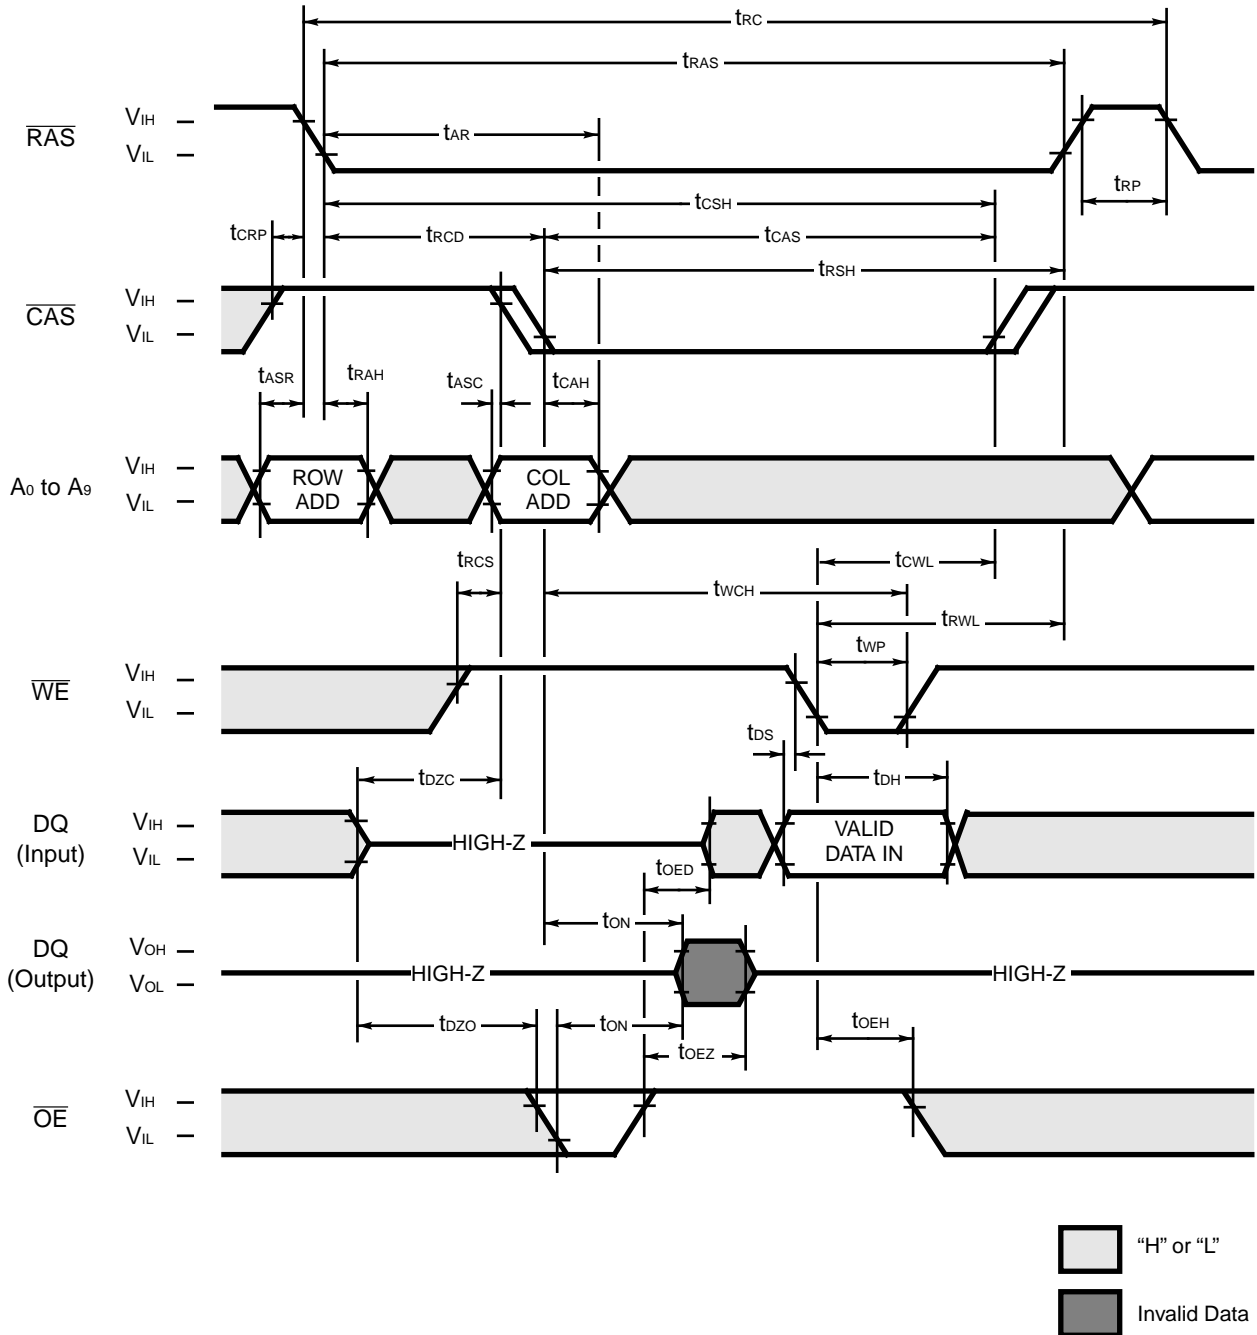 tRC
tRAS
RAS
VIH
VIL
tAR
tRP
tCSH
tCRP
tRCD
tCAS
tRSH
CAS
VIH
VIL
tASR
tRAH
tASC
tCAH
A0 to A9
VIH
VIL
ROW
ADD
COL
ADD
tRCS
tCWL
tWCH
tRWL
tWP
WE
VIH
VIL
tDS
tDZC
tDH
DQ
(Input)
VIH
VIL
HIGH-Z
VALID
DATA IN
tOED
tON
DQ
(Output)
VOH
VOL
HIGH-Z
HIGH-Z
tDZO
tON
tOEZ
tOEH
OE
VIH
VIL
“H” or “L”
Invalid Data